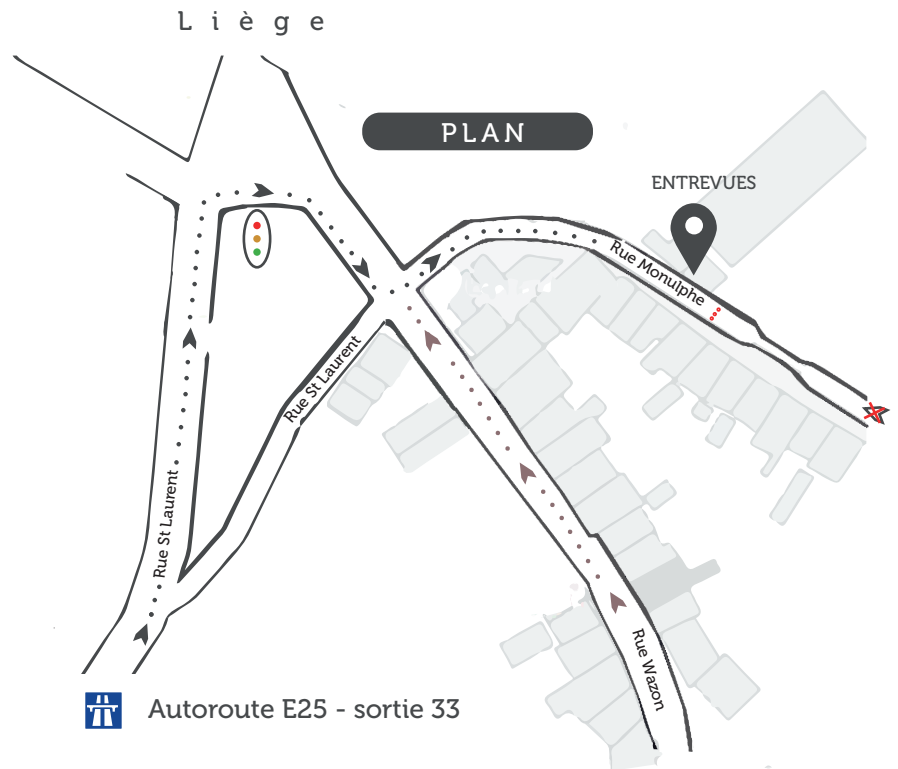 Liège
PLAN
ENTREVUES
Rue Monulphe
Rue St Laurent
Rue St Laurent
Rue Wazon
Autoroute E25 - sortie 33